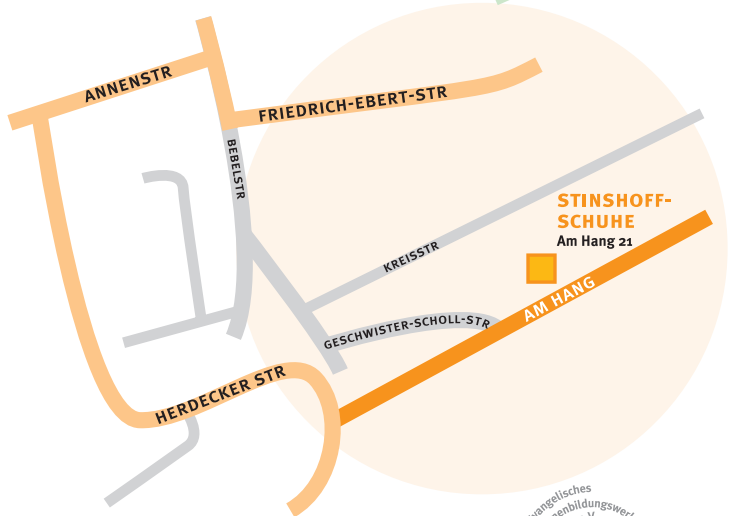 ANNENSTR
FRIEDRICH-EBERT-STR
BEBELSTR
STINSHOFF-
SCHUHE
Am Hang 21
KREISSTR
AM HANG
GESCHWISTER-SCHOLL-STR
HERDECKER STR